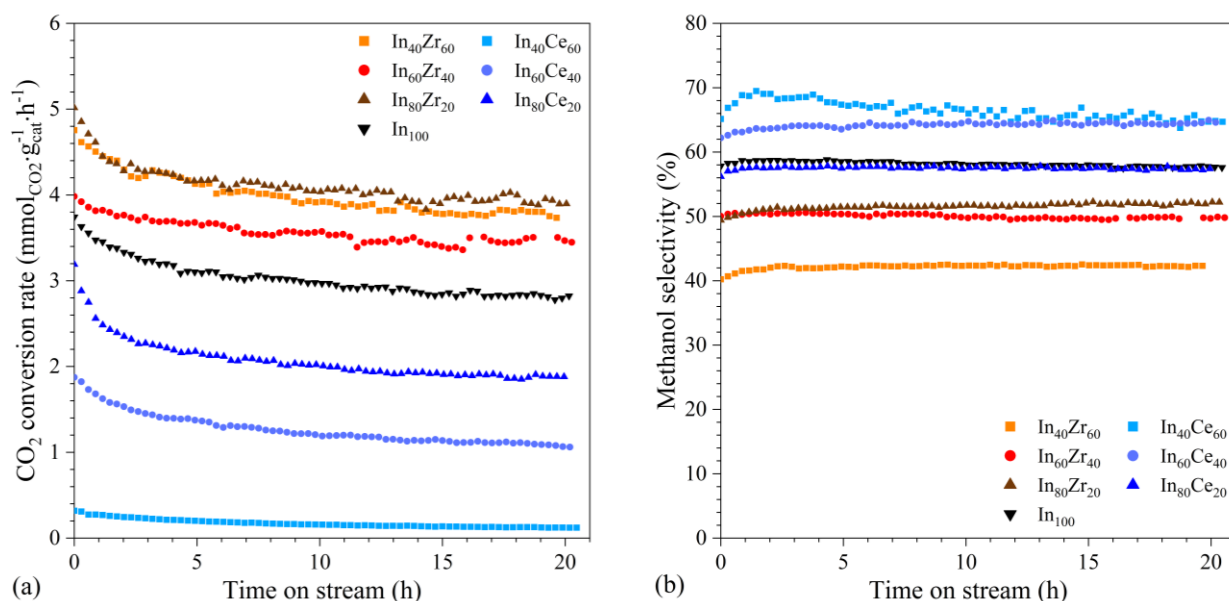 6
5
4
3
2
1
0
CO₂ conversion rate (mmol_CO2·g_cat⁻¹·h⁻¹)
In₄₀Zr₆₀ In₄₀Ce₆₀
In₆₀Zr₄₀ In₆₀Ce₄₀
In₈₀Zr₂₀ In₈₀Ce₂₀
In₁₀₀
0 5 10 15 20
(a) Time on stream (h)
80
70
60
50
40
30
20
10
0
Methanol selectivity (%)
In₄₀Zr₆₀ In₄₀Ce₆₀
In₆₀Zr₄₀ In₆₀Ce₄₀
In₈₀Zr₂₀ In₈₀Ce₂₀
In₁₀₀
0 5 10 15 20
(b) Time on stream (h)